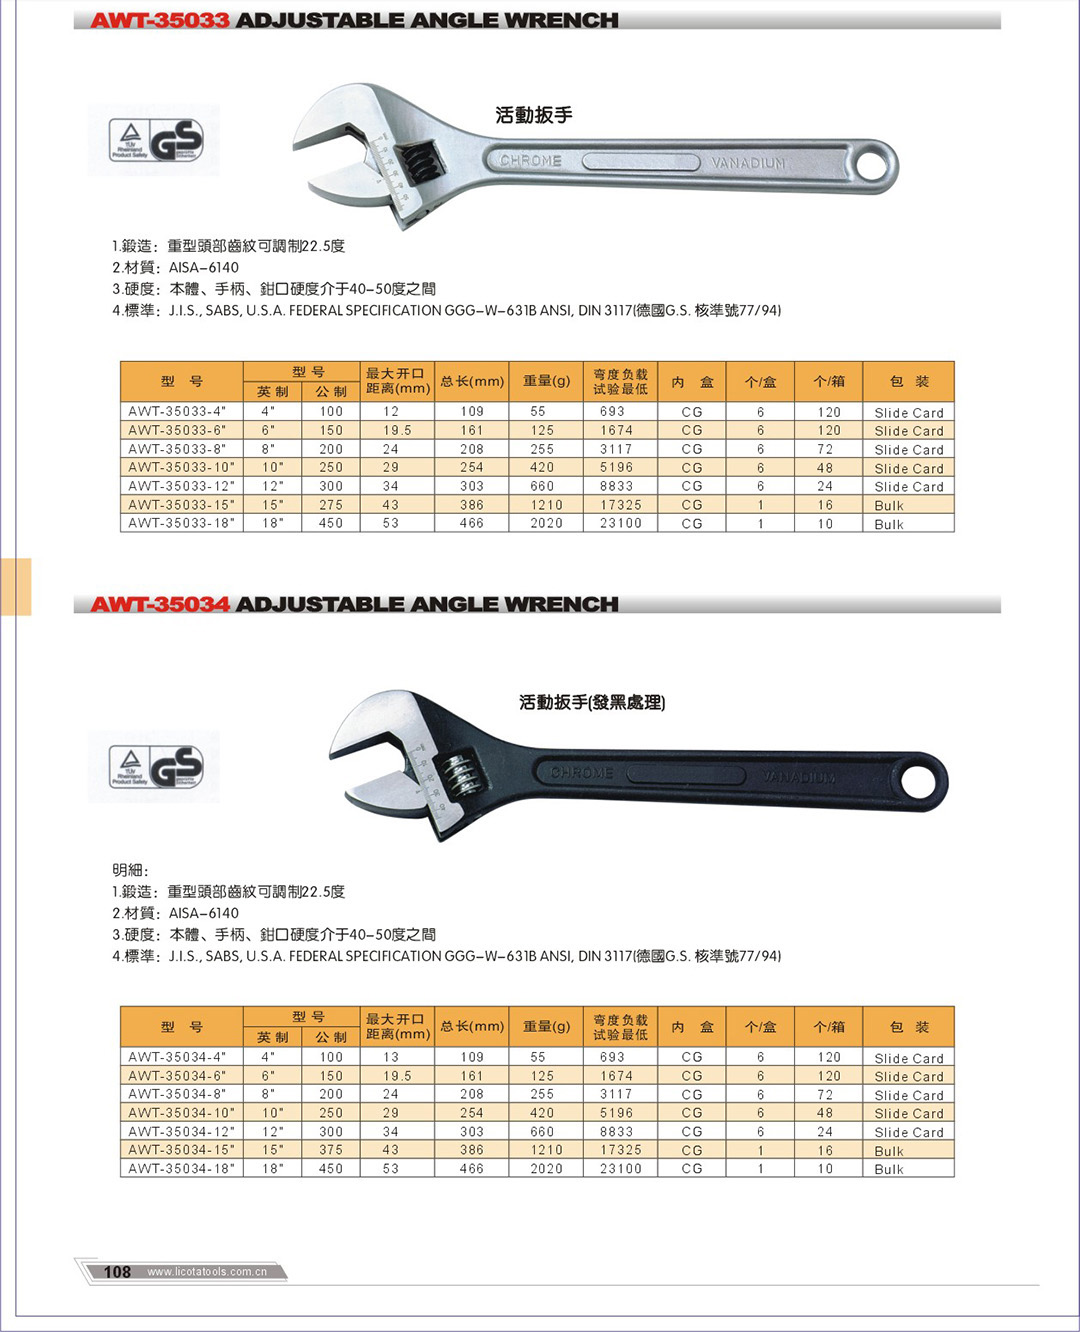 AWT-35033 ADJUSTABLE ANGLE WRENCH
活動扳手
TÜV
Rheinland
Product Safety
GS
CHROME VANADIUM
1.鍛造：重型頭部齒紋可調制22.5度
2.材質：AISA-6140
3.硬度：本體、手柄、鉗口硬度介于40-50度之間
4.標準：J.I.S., SABS, U.S.A. FEDERAL SPECIFICATION GGG-W-631B ANSI, DIN 3117(德國G.S. 核準號77/94)
型 号 型 号 最大开口 总长(mm) 重量(g) 弯度负载 内 盒 个/盒 个/箱 包 装
英制 公制 距离(mm) 试验最低
AWT-35033-4" 4" 100 12 109 55 693 CG 6 120 Slide Card
AWT-35033-6" 6" 150 19.5 161 125 1674 CG 6 120 Slide Card
AWT-35033-8" 8" 200 24 208 255 3117 CG 6 72 Slide Card
AWT-35033-10" 10" 250 29 254 420 5196 CG 6 48 Slide Card
AWT-35033-12" 12" 300 34 303 660 8833 CG 6 24 Slide Card
AWT-35033-15" 15" 275 43 386 1210 17325 CG 1 16 Bulk
AWT-35033-18" 18" 450 53 466 2020 23100 CG 1 10 Bulk
AWT-35034 ADJUSTABLE ANGLE WRENCH
活動扳手(發黑處理)
TÜV
Rheinland
Product Safety
GS
CHROME VANADIUM
明細：
1.鍛造：重型頭部齒紋可調制22.5度
2.材質：AISA-6140
3.硬度：本體、手柄、鉗口硬度介于40-50度之間
4.標準：J.I.S., SABS, U.S.A. FEDERAL SPECIFICATION GGG-W-631B ANSI, DIN 3117(德國G.S. 核準號77/94)
型 号 型 号 最大开口 总长(mm) 重量(g) 弯度负载 内 盒 个/盒 个/箱 包 装
英制 公制 距离(mm) 试验最低
AWT-35034-4" 4" 100 13 109 55 693 CG 6 120 Slide Card
AWT-35034-6" 6" 150 19.5 161 125 1674 CG 6 120 Slide Card
AWT-35034-8" 8" 200 24 208 255 3117 CG 6 72 Slide Card
AWT-35034-10" 10" 250 29 254 420 5196 CG 6 48 Slide Card
AWT-35034-12" 12" 300 34 303 660 8833 CG 6 24 Slide Card
AWT-35034-15" 15" 375 43 386 1210 17325 CG 1 16 Bulk
AWT-35034-18" 18" 450 53 466 2020 23100 CG 1 10 Bulk
108 www.licotatools.com.cn